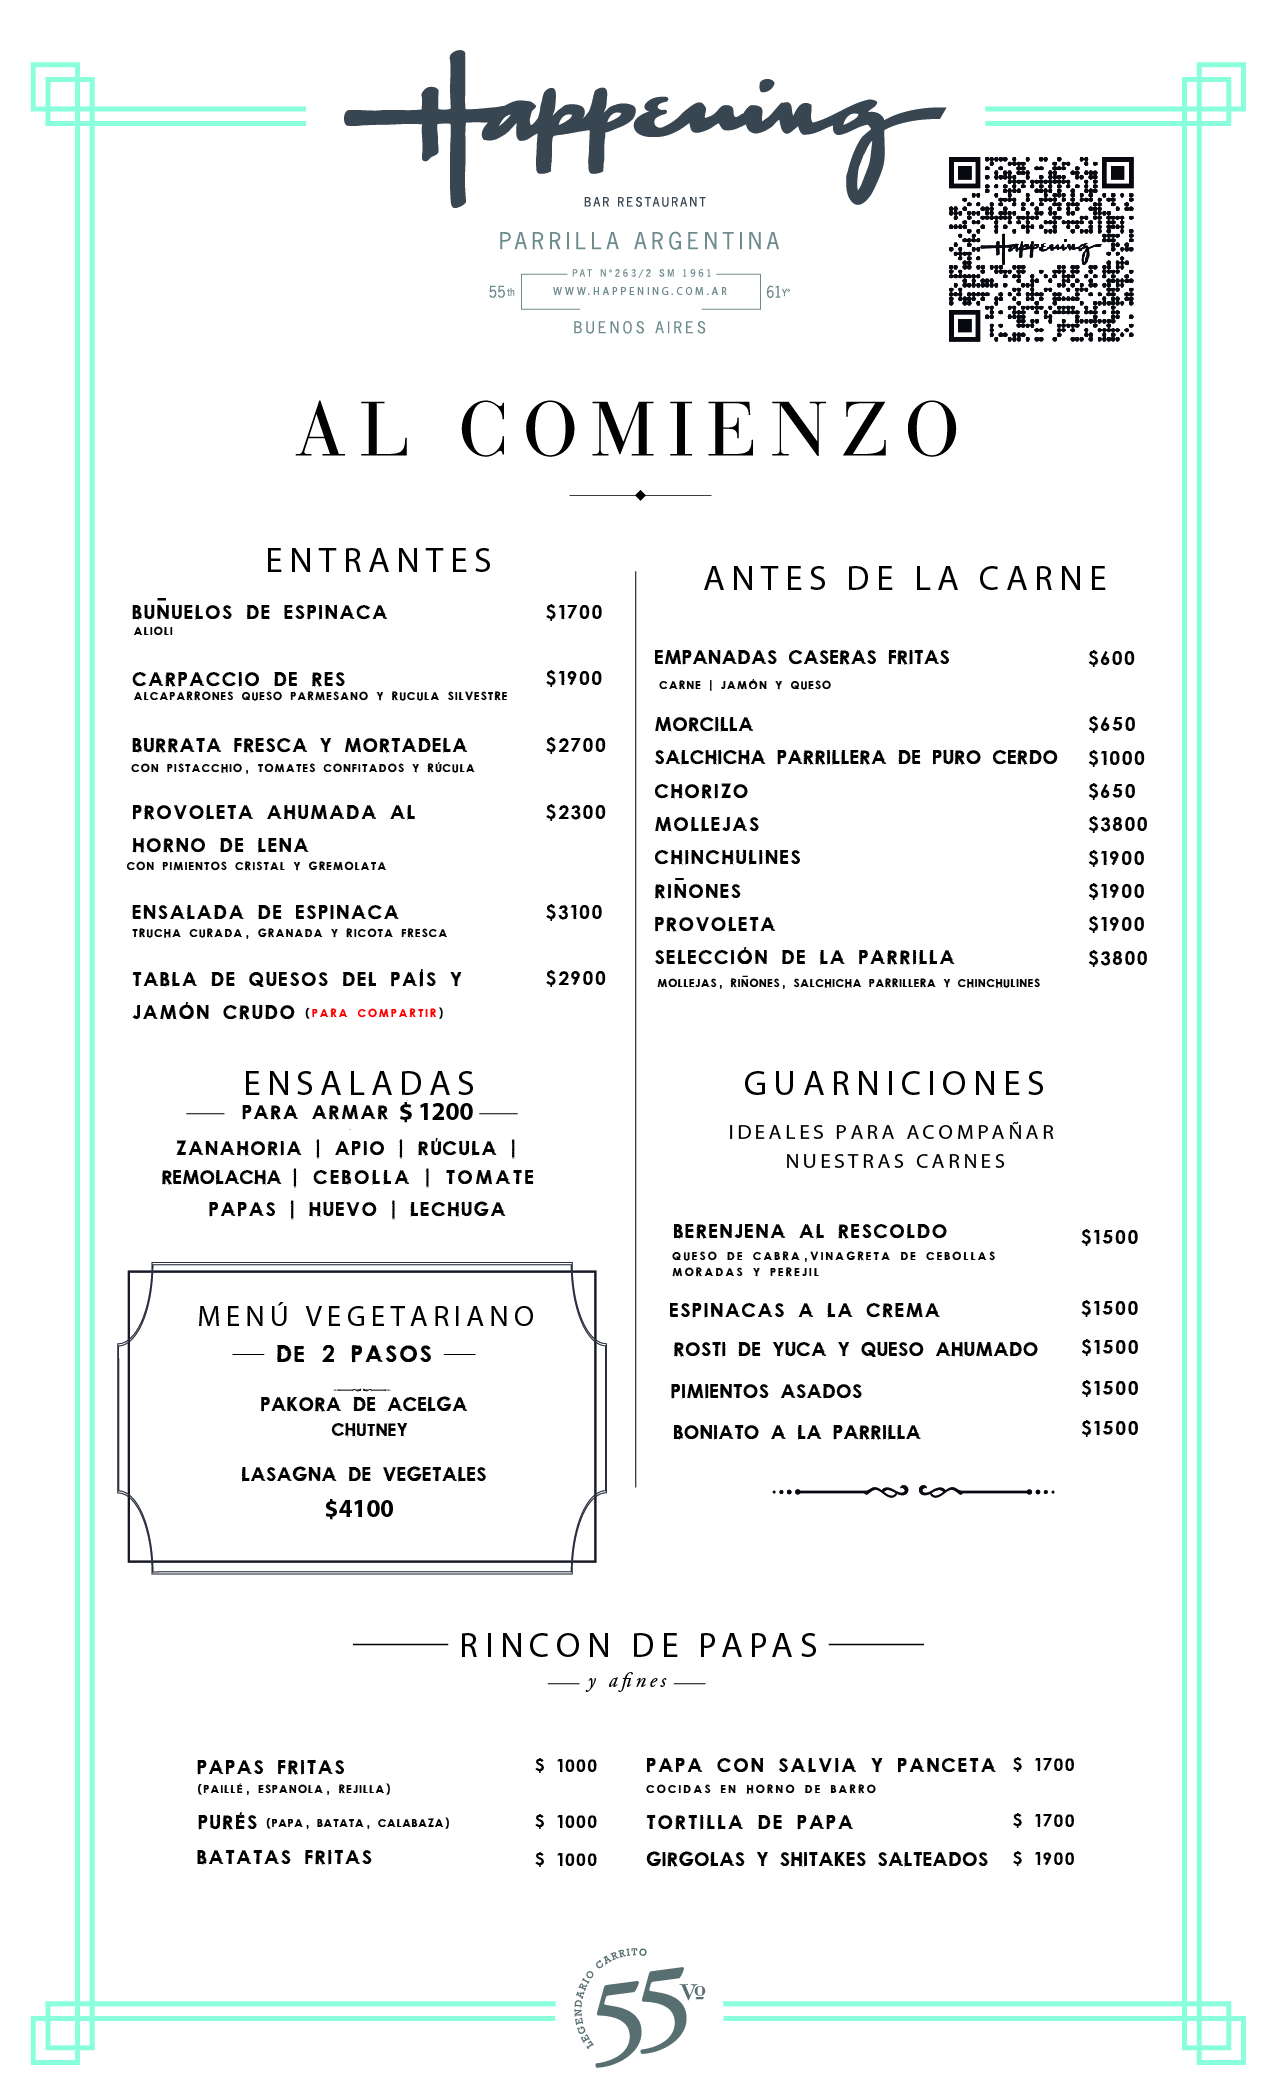 Happening
BAR RESTAURANT
PARRILLA ARGENTINA
PAT N°263/2 SM 1961
55th WWW.HAPPENING.COM.AR 61Yº
BUENOS AIRES
Happening
AL COMIENZO
ENTRANTES
BUÑUELOS DE ESPINACA $1700
ALIOLI
CARPACCIO DE RES $1900
ALCAPARRONES QUESO PARMESANO Y RUCULA SILVESTRE
BURRATA FRESCA Y MORTADELA $2700
CON PISTACCHIO, TOMATES CONFITADOS Y RÚCULA
PROVOLETA AHUMADA AL $2300
HORNO DE LENA
CON PIMIENTOS CRISTAL Y GREMOLATA
ENSALADA DE ESPINACA $3100
TRUCHA CURADA, GRANADA Y RICOTA FRESCA
TABLA DE QUESOS DEL PAÍS Y $2900
JAMÓN CRUDO (PARA COMPARTIR)
ANTES DE LA CARNE
EMPANADAS CASERAS FRITAS $600
CARNE | JAMÓN Y QUESO
MORCILLA $650
SALCHICHA PARRILLERA DE PURO CERDO $1000
CHORIZO $650
MOLLEJAS $3800
CHINCHULINES $1900
RIÑONES $1900
PROVOLETA $1900
SELECCIÓN DE LA PARRILLA $3800
MOLLEJAS, RIÑONES, SALCHICHA PARRILLERA Y CHINCHULINES
ENSALADAS
PARA ARMAR $ 1200
ZANAHORIA | APIO | RÚCULA |
REMOLACHA | CEBOLLA | TOMATE
PAPAS | HUEVO | LECHUGA
MENÚ VEGETARIANO
DE 2 PASOS
PAKORA DE ACELGA
CHUTNEY
LASAGNA DE VEGETALES
$4100
GUARNICIONES
IDEALES PARA ACOMPAÑAR
NUESTRAS CARNES
BERENJENA AL RESCOLDO $1500
QUESO DE CABRA,VINAGRETA DE CEBOLLAS
MORADAS Y PEREJIL
ESPINACAS A LA CREMA $1500
ROSTI DE YUCA Y QUESO AHUMADO $1500
PIMIENTOS ASADOS $1500
BONIATO A LA PARRILLA $1500
RINCON DE PAPAS
y afines
PAPAS FRITAS $ 1000
(PAILLÉ, ESPANOLA, REJILLA)
PURÉS (PAPA, BATATA, CALABAZA) $ 1000
BATATAS FRITAS $ 1000
PAPA CON SALVIA Y PANCETA $ 1700
COCIDAS EN HORNO DE BARRO
TORTILLA DE PAPA $ 1700
GIRGOLAS Y SHITAKES SALTEADOS $ 1900
LEGENDARIO CARRITO
55 Vº